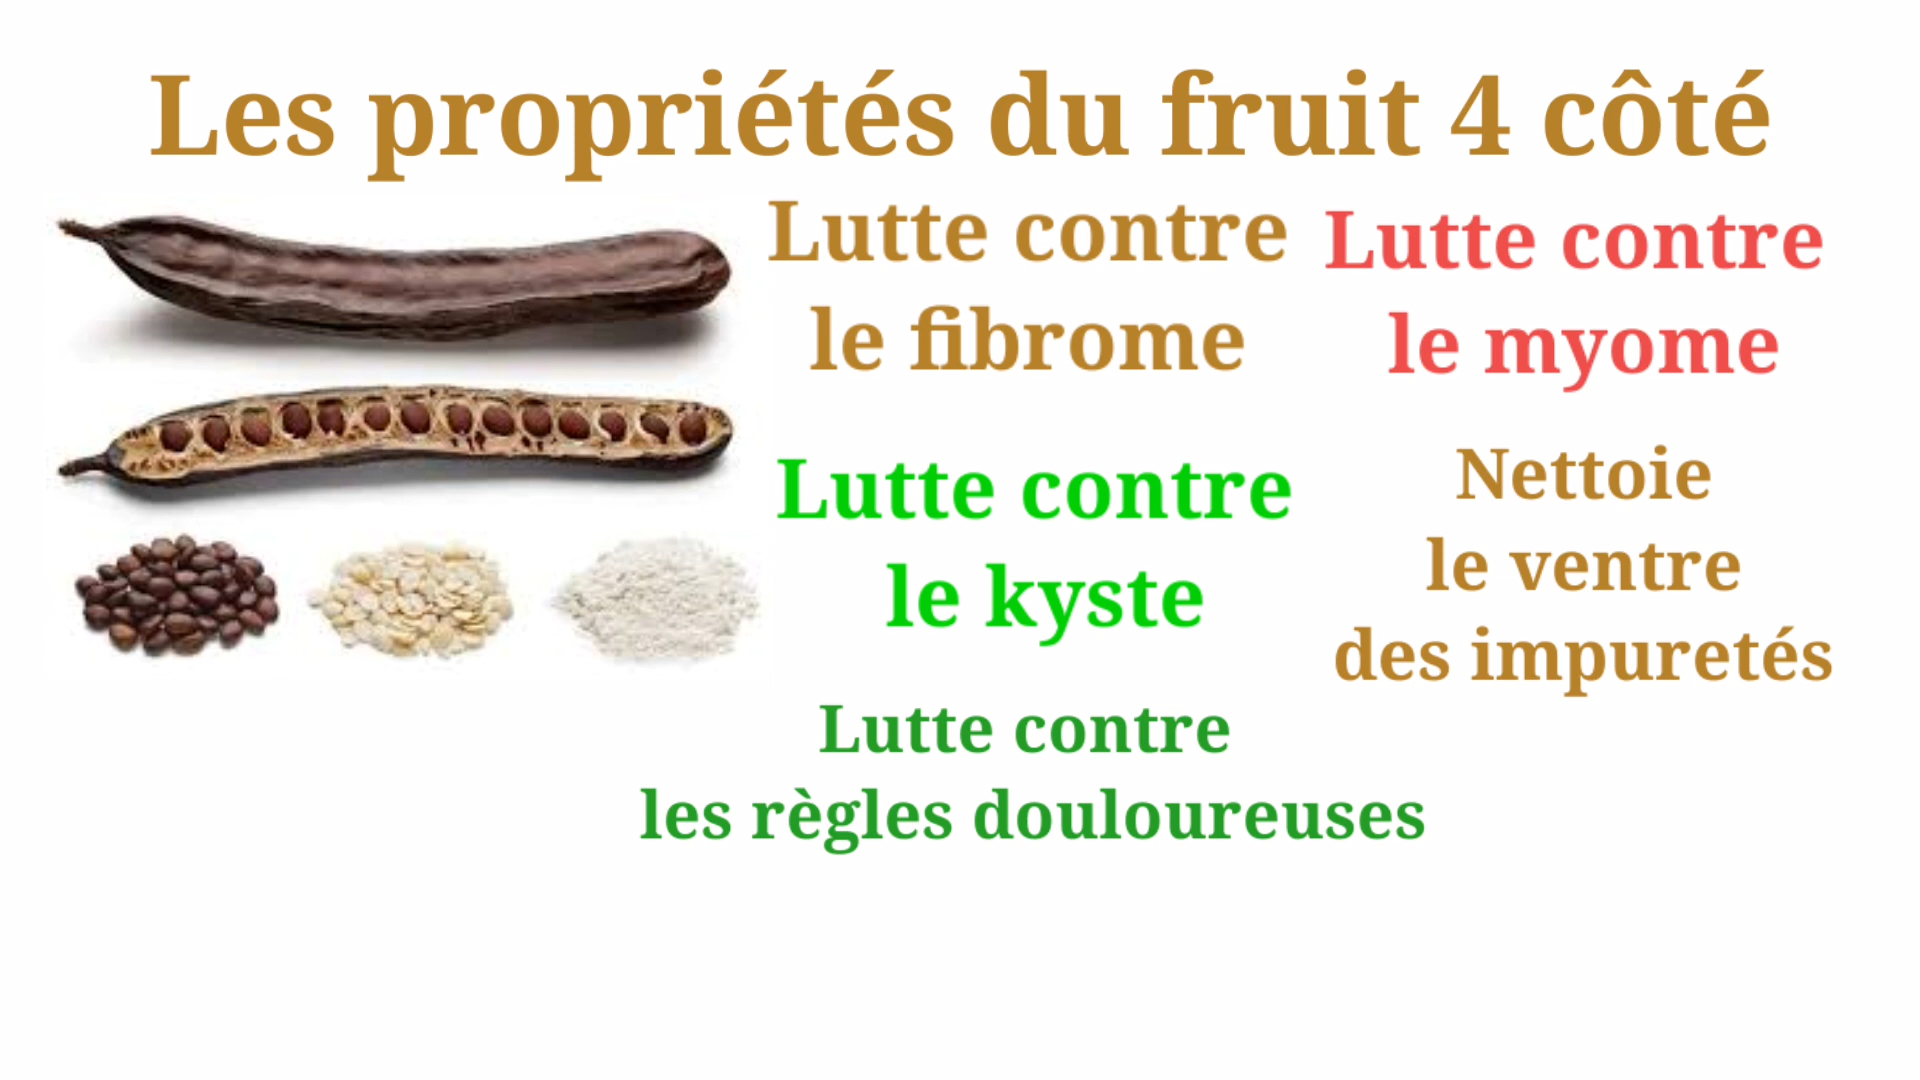 Les propriétés du fruit 4 côté
Lutte contre
le fibrome
Lutte contre
le myome
Lutte contre
le kyste
Nettoie
le ventre
des impuretés
Lutte contre
les règles douloureuses